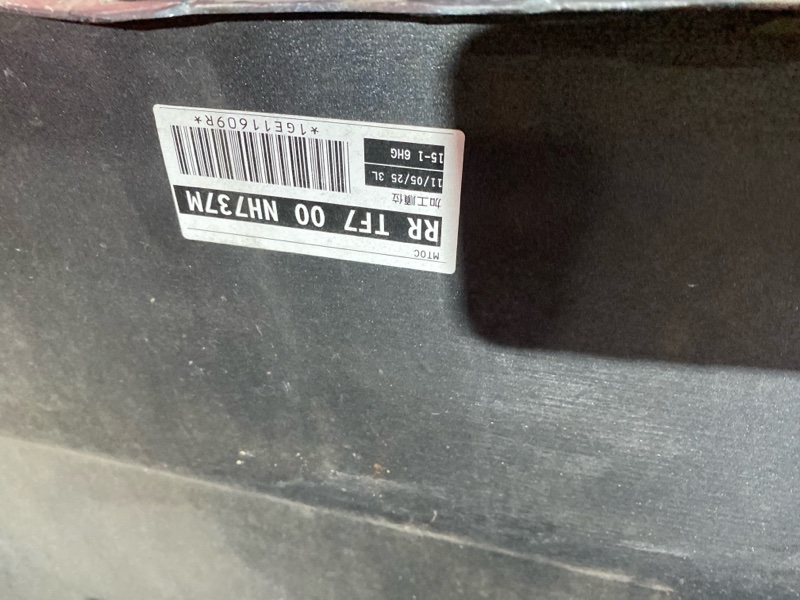 MTOC
RR TF7 00 NH737M
加工順位
11/05/25 3L
15-1 6HG
*1GE11609R*